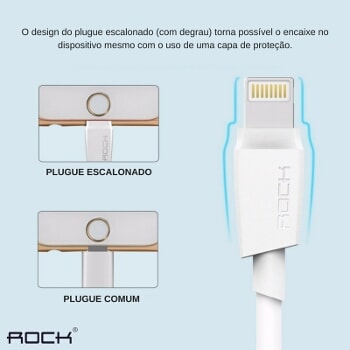 O design do plugue escalonado (com degrau) torna possível o encaixe no
dispositivo mesmo com o uso de uma capa de proteção.
PLUGUE ESCALONADO
PLUGUE COMUM
ROCK
ROCK®